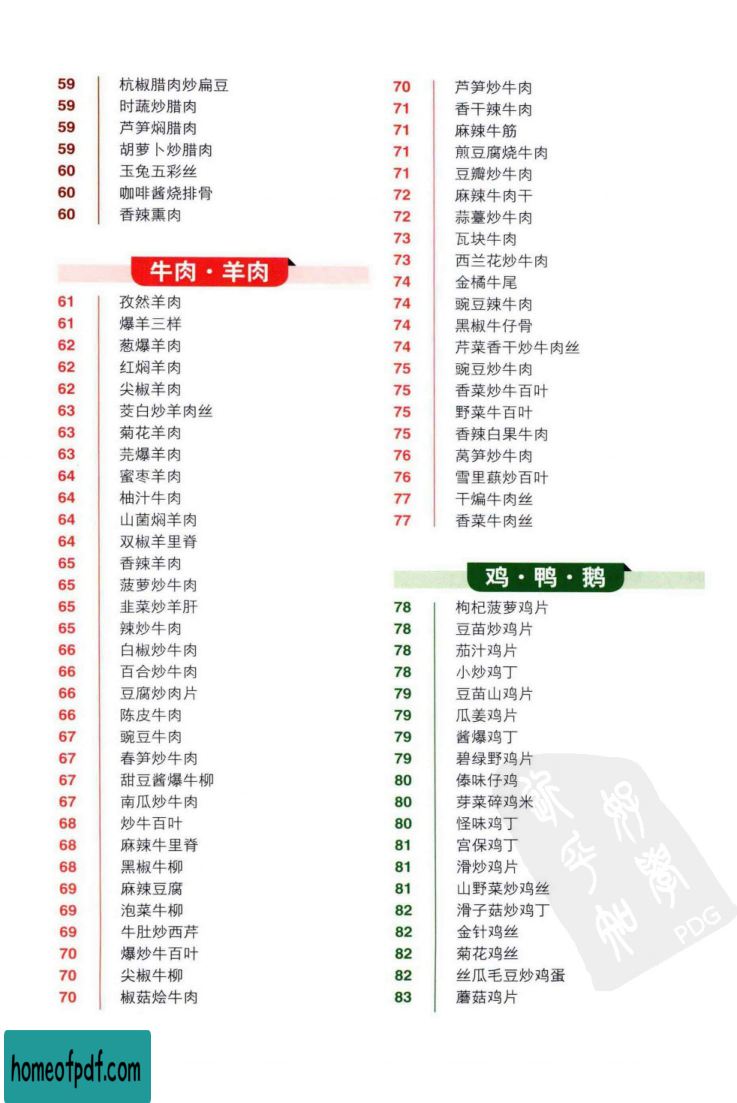 59 杭椒腊肉炒扁豆
59 时蔬炒腊肉
59 芦笋焖腊肉
59 胡萝卜炒腊肉
60 玉兔五彩丝
60 咖啡酱烧排骨
60 香辣熏肉
牛肉·羊肉
61 孜然羊肉
61 爆羊三样
62 葱爆羊肉
62 红焖羊肉
62 尖椒羊肉
63 茭白炒羊肉丝
63 菊花羊肉
63 芫爆羊肉
64 蜜枣羊肉
64 柚汁牛肉
64 山菌焖羊肉
64 双椒羊里脊
65 香辣羊肉
65 菠萝炒牛肉
65 韭菜炒羊肝
65 辣炒牛肉
66 白椒炒牛肉
66 百合炒牛肉
66 豆腐炒肉片
66 陈皮牛肉
67 豌豆牛肉
67 春笋炒牛肉
67 甜豆酱爆牛柳
67 南瓜炒牛肉
68 炒牛百叶
68 麻辣牛里脊
68 黑椒牛柳
69 麻辣豆腐
69 泡菜牛柳
69 牛肚炒西芹
70 爆炒牛百叶
70 尖椒牛柳
70 椒菇烩牛肉
70 芦笋炒牛肉
71 香干辣牛肉
71 麻辣牛筋
71 煎豆腐烧牛肉
71 豆瓣炒牛肉
72 麻辣牛肉干
72 蒜薹炒牛肉
73 瓦块牛肉
73 西兰花炒牛肉
74 金橘牛尾
74 豌豆辣牛肉
74 黑椒牛仔骨
74 芹菜香干炒牛肉丝
75 豌豆炒牛肉
75 香菜炒牛百叶
75 野菜牛百叶
75 香辣白果牛肉
76 莴笋炒牛肉
76 雪里蕻炒百叶
77 干煸牛肉丝
77 香菜牛肉丝
鸡·鸭·鹅
78 枸杞菠萝鸡片
78 豆苗炒鸡片
78 茄汁鸡片
78 小炒鸡丁
79 豆苗山鸡片
79 瓜姜鸡片
79 酱爆鸡丁
79 碧绿野鸡片
80 傣味仔鸡
80 芽菜碎鸡米
80 怪味鸡丁
81 宫保鸡丁
81 滑炒鸡片
81 山野菜炒鸡丝
82 滑子菇炒鸡丁
82 金针鸡丝
82 菊花鸡丝
82 丝瓜毛豆炒鸡蛋
83 蘑菇鸡片
PDG
homeofpdf.com